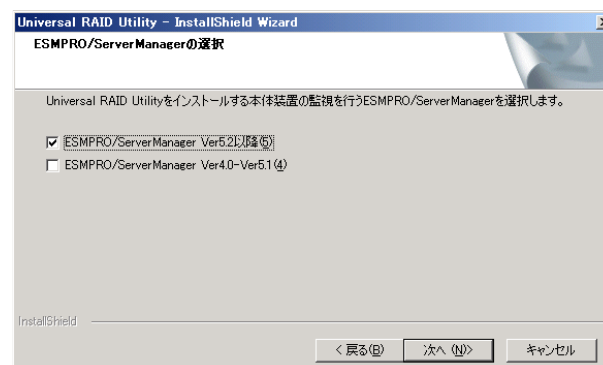 Universal RAID Utility - InstallShield Wizard
ESMPRO/ServerManagerの選択
Universal RAID Utilityをインストールする本体装置の監視を行うESMPRO/ServerManagerを選択します。
ESMPRO/ServerManager Ver5.2以降(5)
ESMPRO/ServerManager Ver4.0-Ver5.1(4)
InstallShield
< 戻る(B)
次へ (N)>
キャンセル